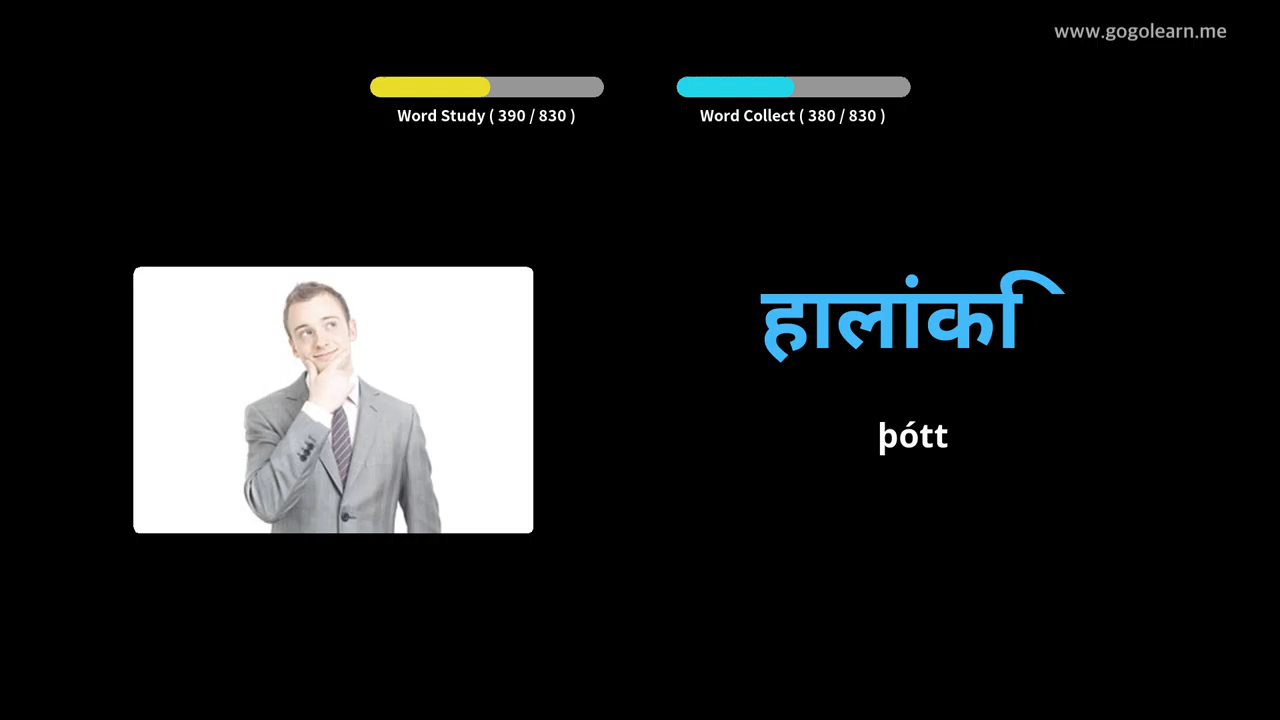 www.gogolearn.me
Word Study ( 390 / 830 )
Word Collect ( 380 / 830 )
हालांकि
þótt